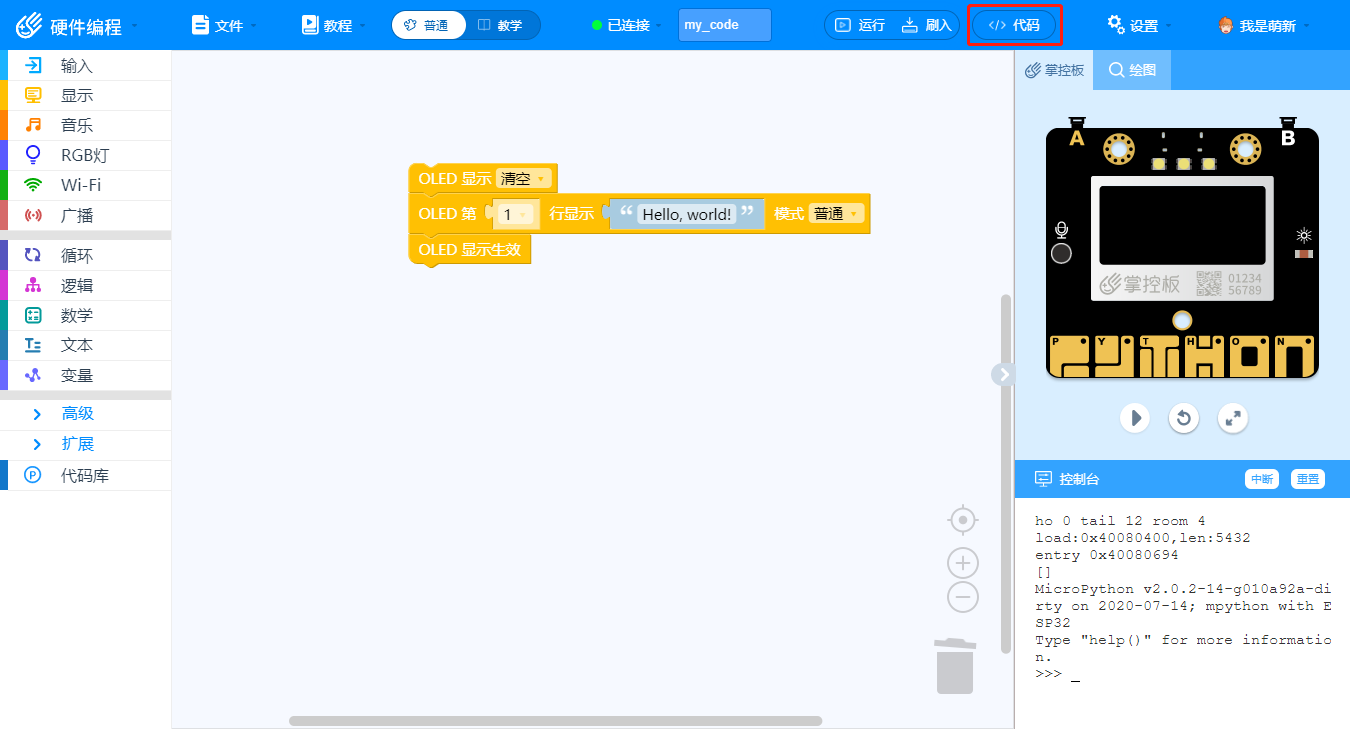 硬件编程 文件 教程 普通 教学 已连接 my_code 运行 刷入 </> 代码 设置 我是萌新
输入
显示
音乐
RGB灯
Wi-Fi
广播
循环
逻辑
数学
文本
变量
高级
扩展
代码库
OLED 显示 清空
OLED 第 1 行显示 “ Hello, world! ” 模式 普通
OLED 显示生效
掌控板 绘图
A B
掌控板 01234
56789
P Y T H O N
控制台 中断 重置
ho 0 tail 12 room 4
load:0x40080400,len:5432
entry 0x40080694
[]
MicroPython v2.0.2-14-g010a92a-di
rty on 2020-07-14; mpython with E
SP32
Type "help()" for more informatio
n.
>>> _